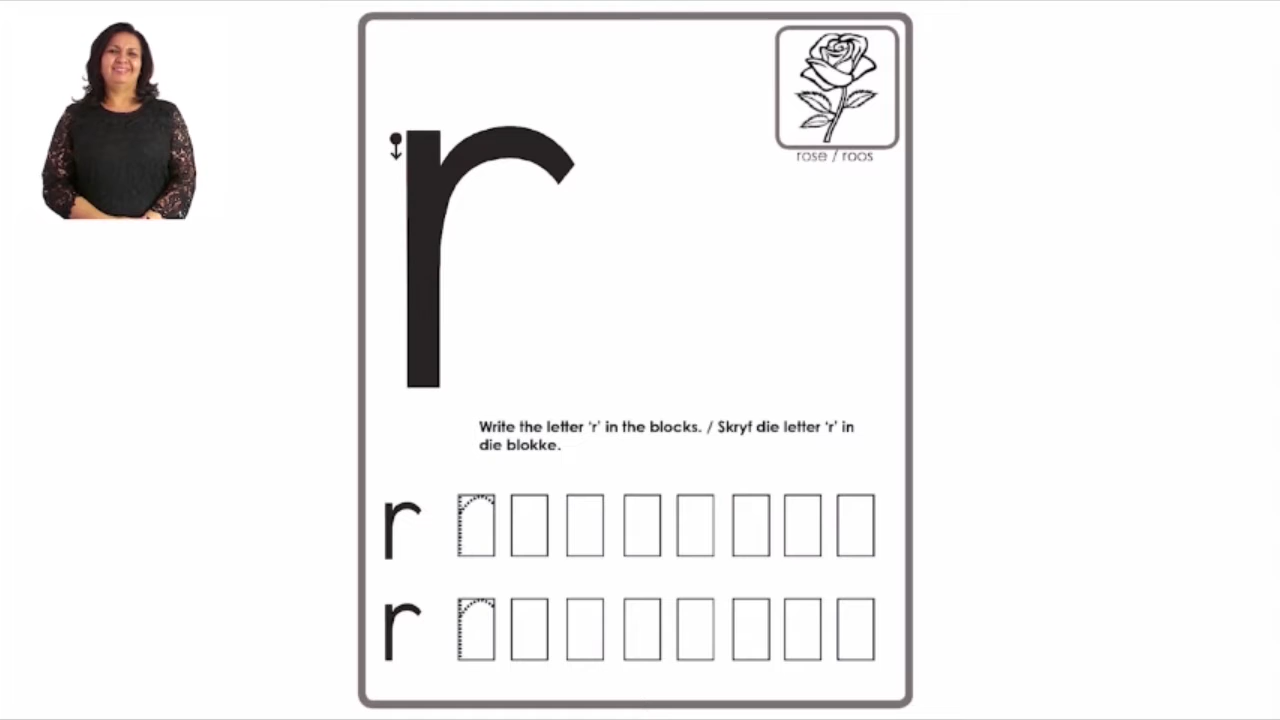 r
rose / roos
Write the letter ‘r’ in the blocks. / Skryf die letter ‘r’ in
die blokke.
r r
r r